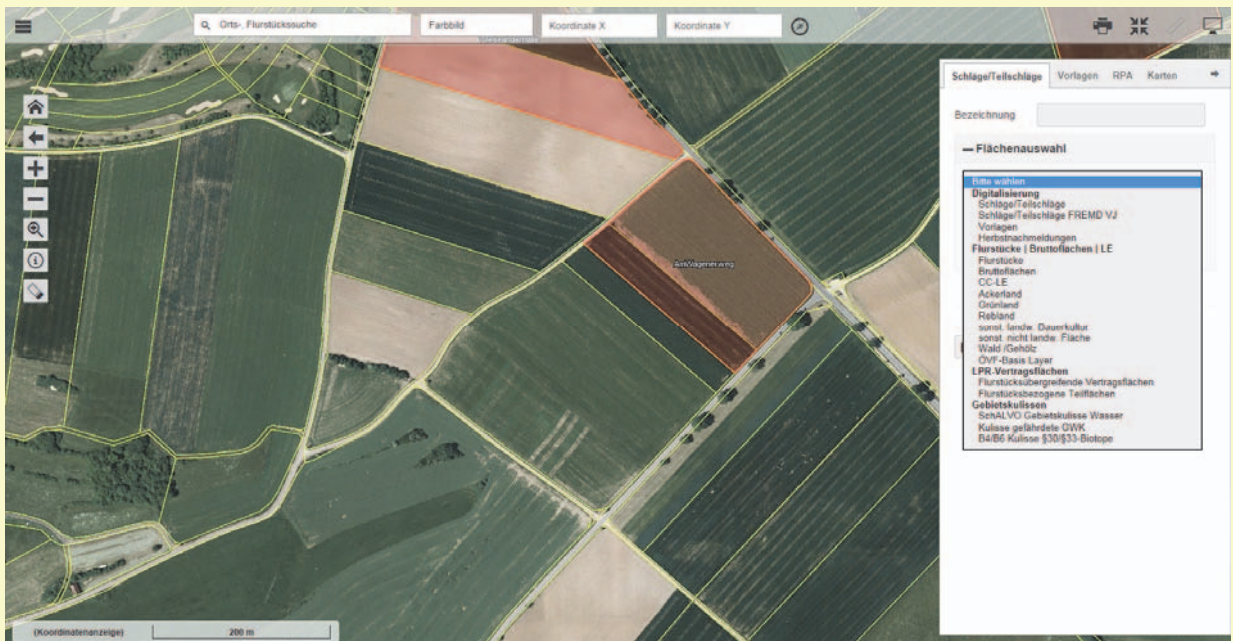 Orts-, Flurstückssuche
Farbbild
Koordinate X
Koordinate Y
Schläge/Teilschläge
Vorlagen
RPA
Karten
Bezeichnung
Flächenauswahl
Bitte wählen
Digitalisierung
Schläge/Teilschläge
Schläge/Teilschläge FREMD VJ
Vorlagen
Herbstnachmeldungen
Flurstücke | Bruttoflächen | LE
Flurstücke
Bruttoflächen
CC-LE
Ackerland
Grünland
Rebland
sonst. landw. Dauerkultur
sonst. nicht landw. Fläche
Wald /Gehölz
ÖVF-Basis Layer
LPR-Vertragsflächen
Flurstücksübergreifende Vertragsflächen
Flurstücksbezogene Teilflächen
Gebietskulissen
SchALVO Gebietskulisse Wasser
Kulisse gefährdete GWK
B4/B6 Kulisse §30/§33-Biotope
(Koordinatenanzeige)
200 m